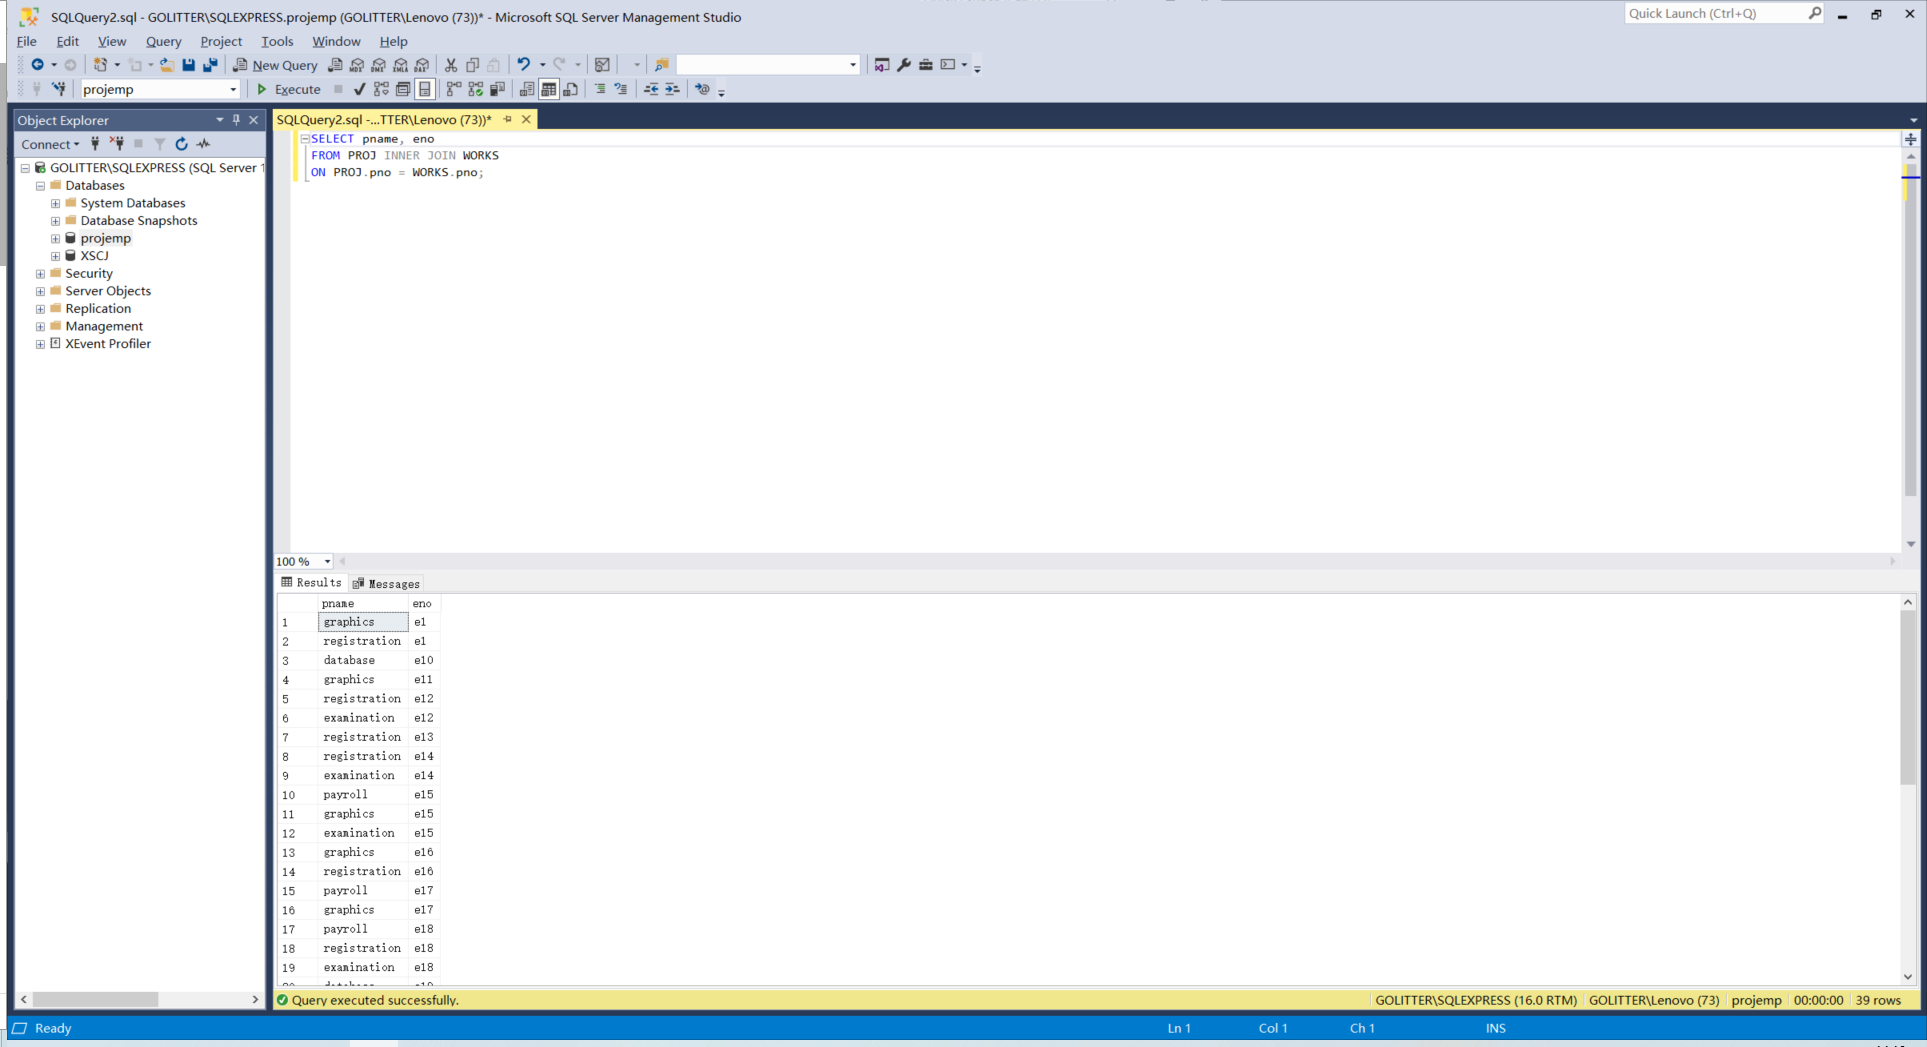 SQLQuery2.sql - GOLITTER\SQLEXPRESS.projemp (GOLITTER\Lenovo (73))* - Microsoft SQL Server Management Studio
Quick Launch (Ctrl+Q)
File Edit View Query Project Tools Window Help
New Query MDX DMX XMLA DAX
projemp Execute
Object Explorer
Connect
GOLITTER\SQLEXPRESS (SQL Server 1
Databases
System Databases
Database Snapshots
projemp
XSCJ
Security
Server Objects
Replication
Management
XEvent Profiler
SQLQuery2.sql -...TTER\Lenovo (73))*
SELECT pname, eno
FROM PROJ INNER JOIN WORKS
ON PROJ.pno = WORKS.pno;
100 %
Results Messages
pname eno
1 graphics e1
2 registration e1
3 database e10
4 graphics e11
5 registration e12
6 examination e12
7 registration e13
8 registration e14
9 examination e14
10 payroll e15
11 graphics e15
12 examination e15
13 graphics e16
14 registration e16
15 payroll e17
16 graphics e17
17 payroll e18
18 registration e18
19 examination e18
Query executed successfully.
GOLITTER\SQLEXPRESS (16.0 RTM) GOLITTER\Lenovo (73) projemp 00:00:00 39 rows
Ready Ln 1 Col 1 Ch 1 INS